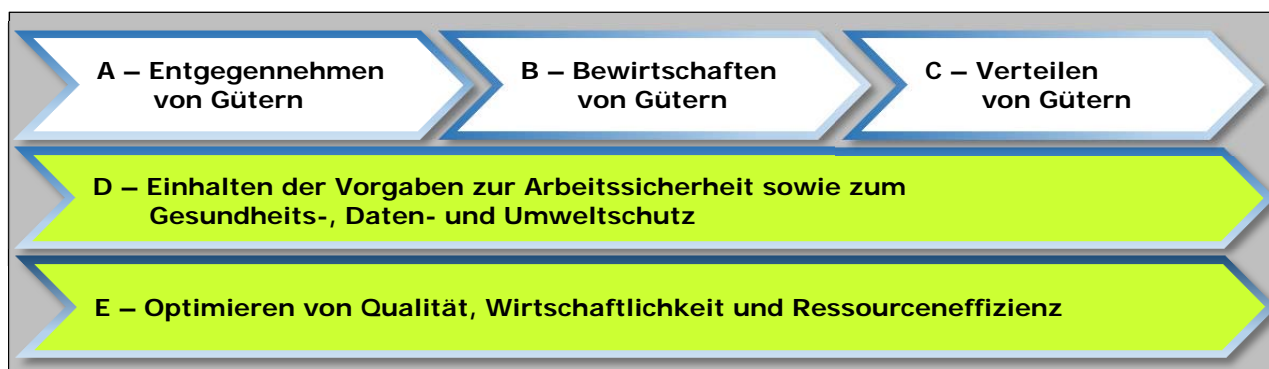 A – Entgegennehmen
von Gütern
B – Bewirtschaften
von Gütern
C – Verteilen
von Gütern
D – Einhalten der Vorgaben zur Arbeitssicherheit sowie zum
Gesundheits-, Daten- und Umweltschutz
E – Optimieren von Qualität, Wirtschaftlichkeit und Ressourceneffizienz